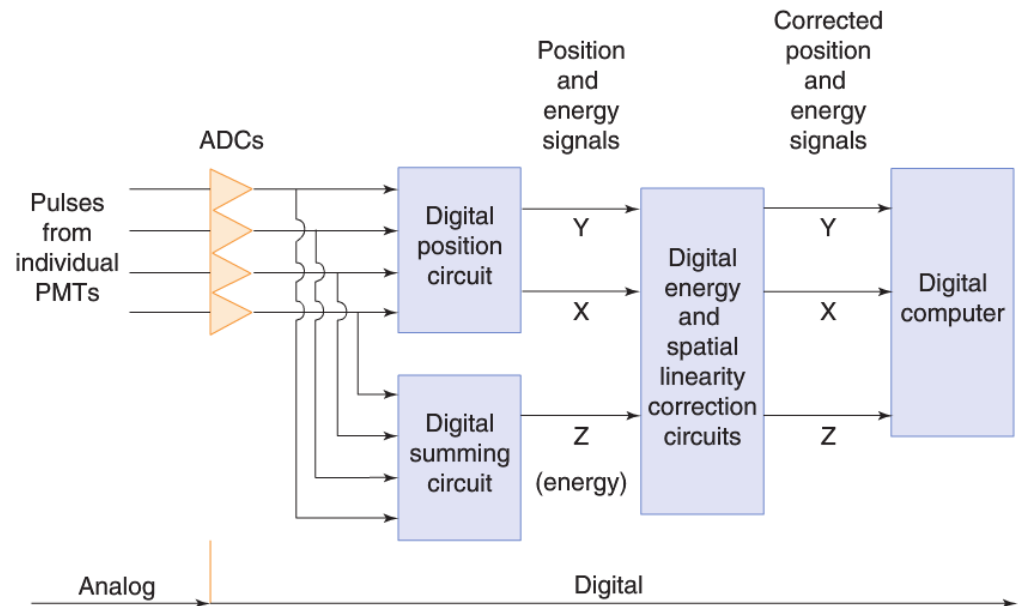 Corrected
position
and
energy
signals
Position
and
energy
signals
ADCs
Pulses
from
individual
PMTs
Digital
position
circuit
Y
X
Digital
energy
and
spatial
linearity
correction
circuits
Y
X
Digital
computer
Digital
summing
circuit
Z
(energy)
Z
Analog
Digital